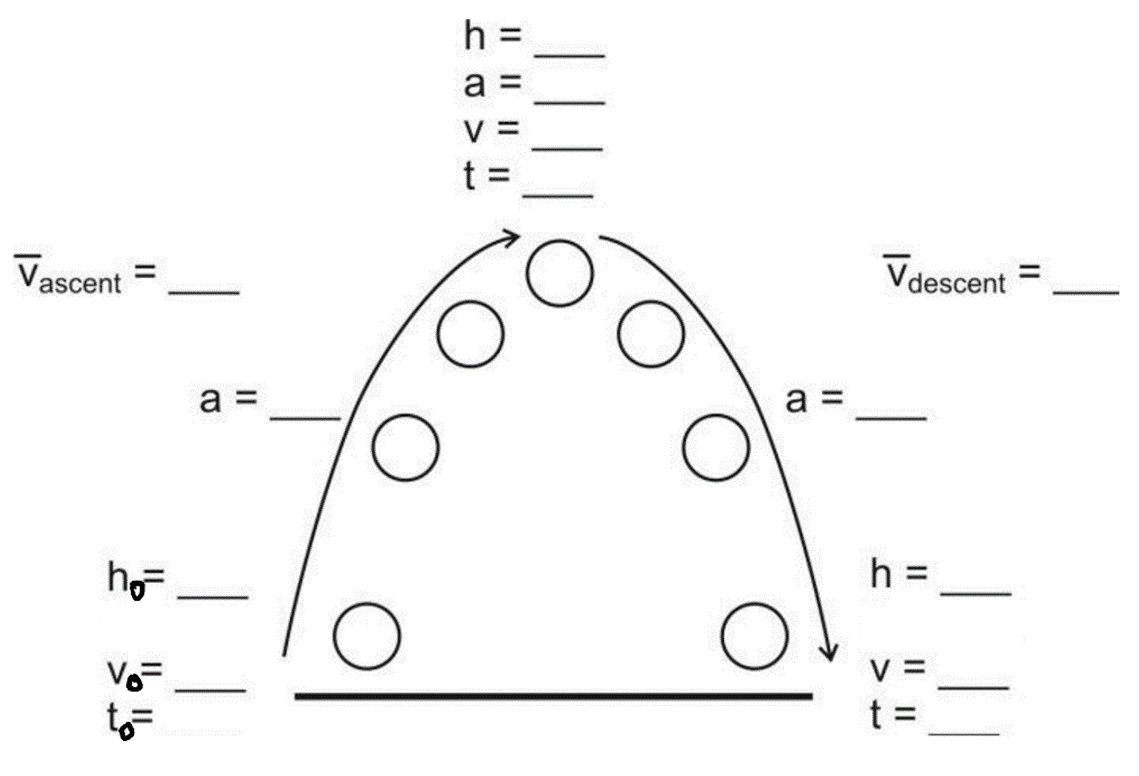 h = ____
a = ____
v = ____
t = ____
v̅ascent = ____
v̅descent = ____
a = ____
a = ____
h₀= ____
h = ____
v₀= ____
v = ____
t₀=
t = ____